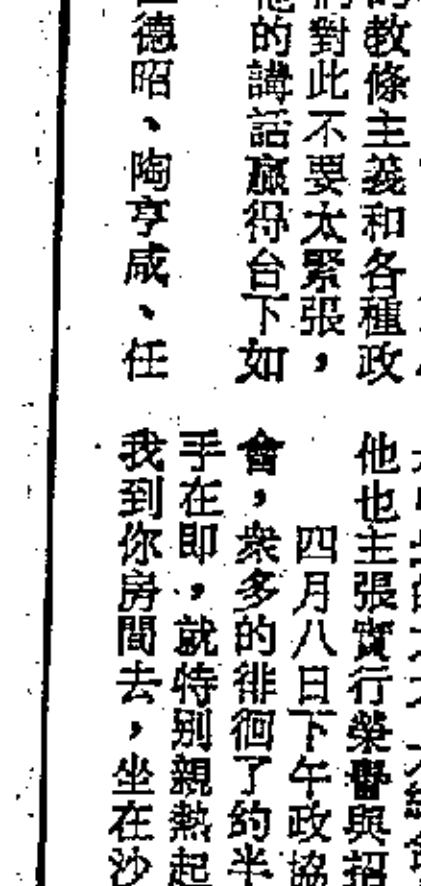 的教條主義和各種政
們對此不要太緊張，
他的講話贏得台下如
德昭、陶亨咸、任
他也主張實行榮譽與招
四月八日下午政協
會，衆多的徘徊了約半
手在即，就特別親熱起
我到你房間去，坐在沙